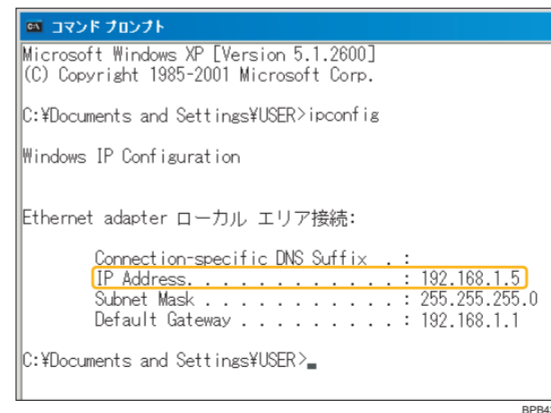 コマンド プロンプト
Microsoft Windows XP [Version 5.1.2600]
(C) Copyright 1985-2001 Microsoft Corp.
C:¥Documents and Settings¥USER>ipconfig
Windows IP Configuration
Ethernet adapter ローカル エリア接続:
Connection-specific DNS Suffix . :
IP Address. . . . . . . . . . . . : 192.168.1.5
Subnet Mask . . . . . . . . . . . : 255.255.255.0
Default Gateway . . . . . . . . . : 192.168.1.1
C:¥Documents and Settings¥USER>